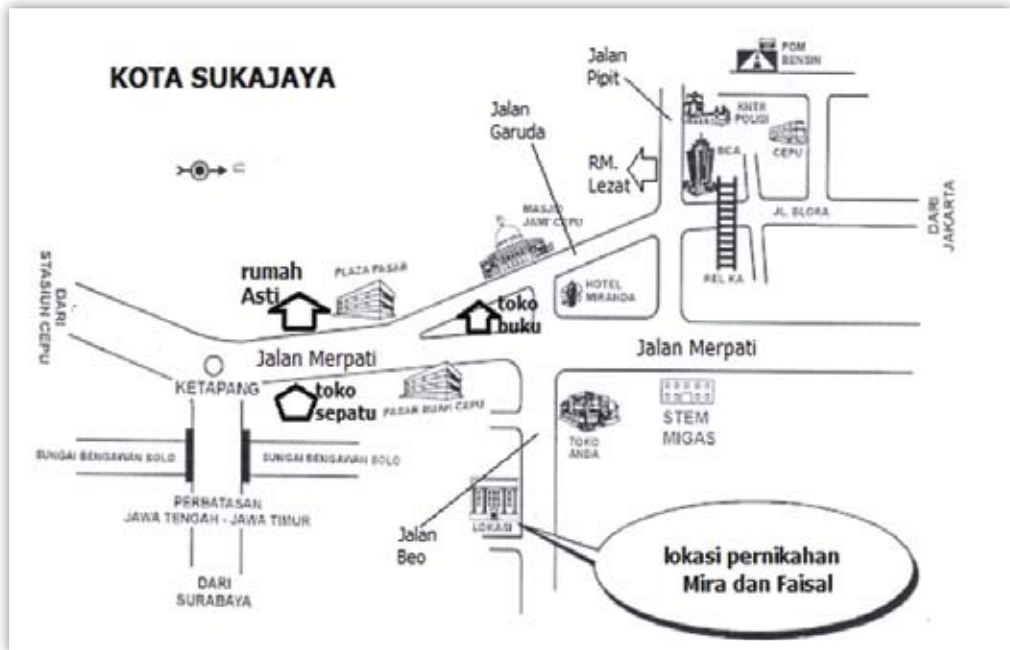 KOTA SUKAJAYA
Jalan
Pipit
POM
BENSIN
Jalan
Garuda
KNTR
POLISI
BCA
CEPU
RM.
Lezat
MASJID
JAMI' CEPU
JL. BLORA
DARI
JAKARTA
rumah
Asti
PLAZA PASAR
HOTEL
MIRANDA
REL KA
DARI
STASIUN CEPU
toko
buku
Jalan Merpati
Jalan Merpati
KETAPANG
toko
sepatu
PASAR BUAH CEPU
TOKO
ANDA
STEM
MIGAS
SUNGAI BENGAWAN SOLO
SUNGAI BENGAWAN SOLO
PERBATASAN
JAWA TENGAH - JAWA TIMUR
LOKASI
Jalan
Beo
lokasi pernikahan
Mira dan Faisal
DARI
SURABAYA